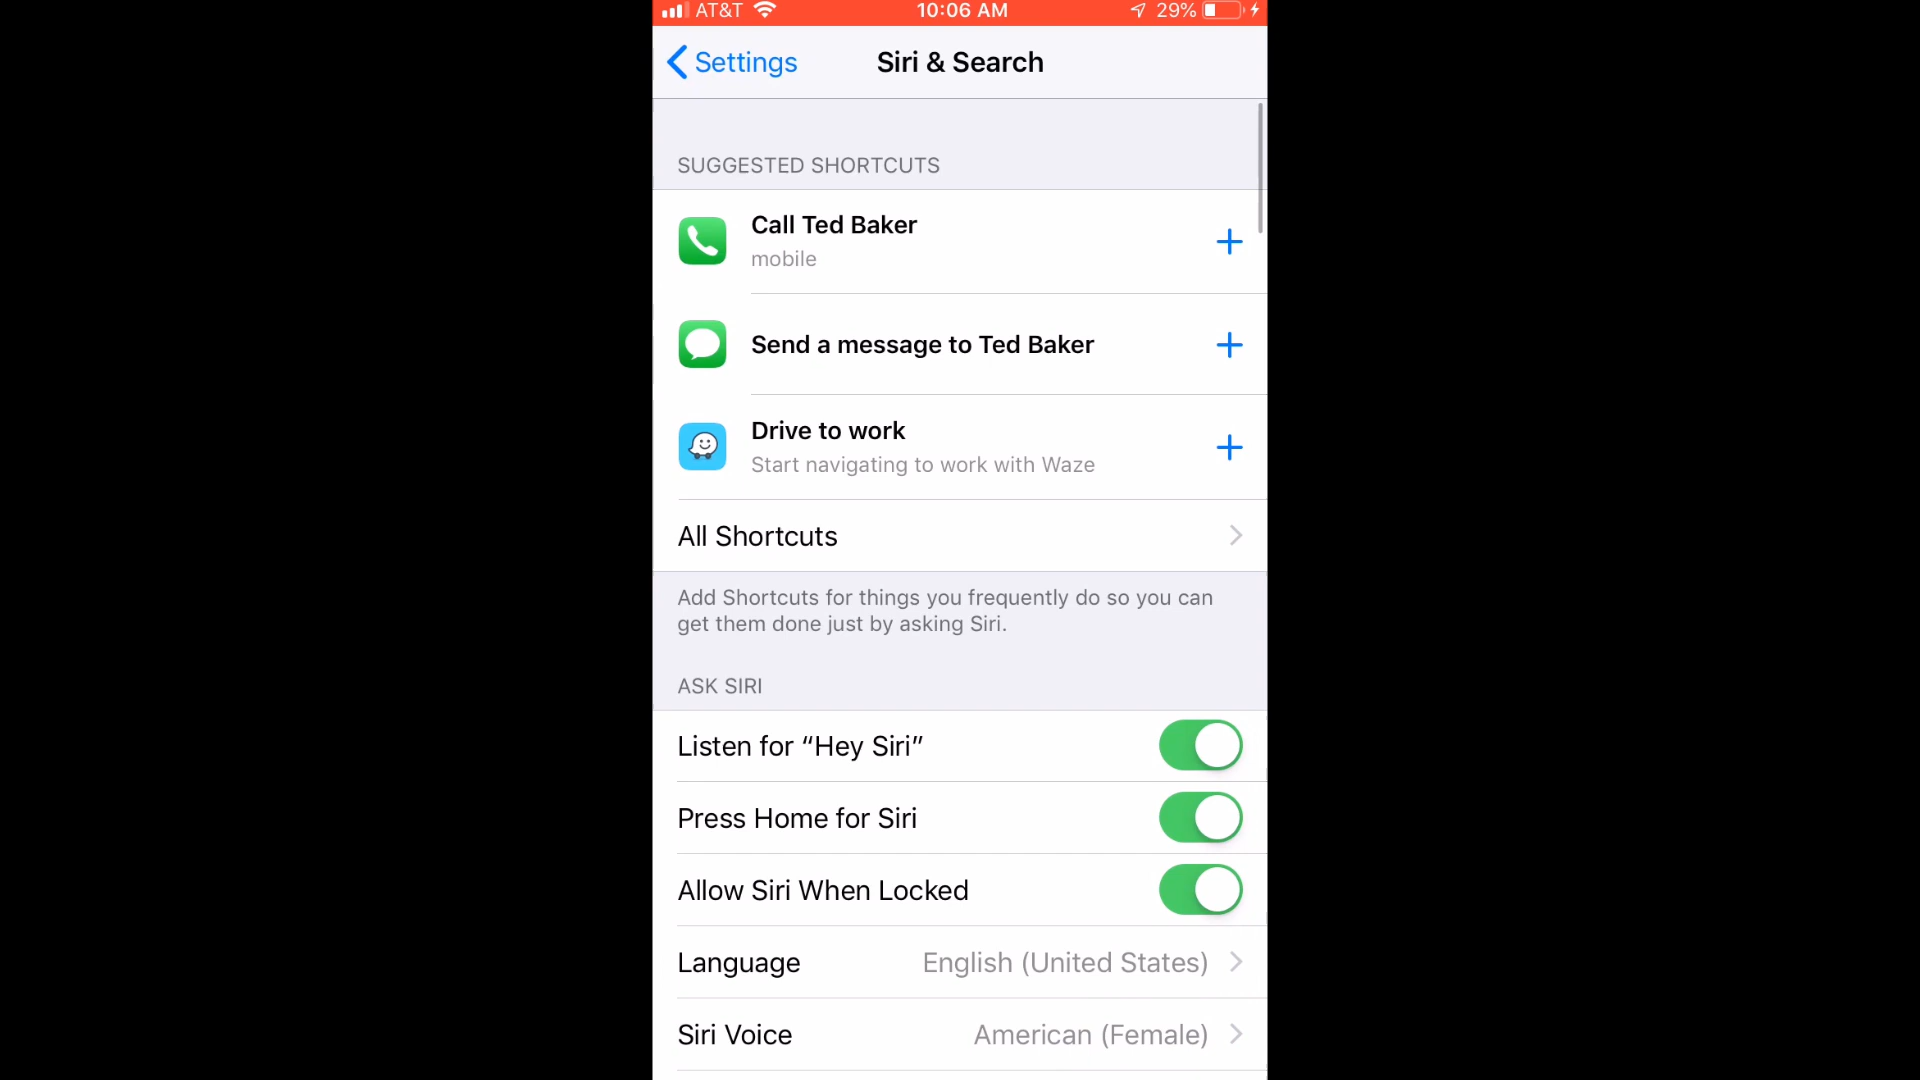 AT&T 10:06 AM 29%
Settings Siri & Search
SUGGESTED SHORTCUTS
Call Ted Baker
mobile
Send a message to Ted Baker
Drive to work
Start navigating to work with Waze
All Shortcuts
Add Shortcuts for things you frequently do so you can
get them done just by asking Siri.
ASK SIRI
Listen for “Hey Siri”
Press Home for Siri
Allow Siri When Locked
Language English (United States)
Siri Voice American (Female)